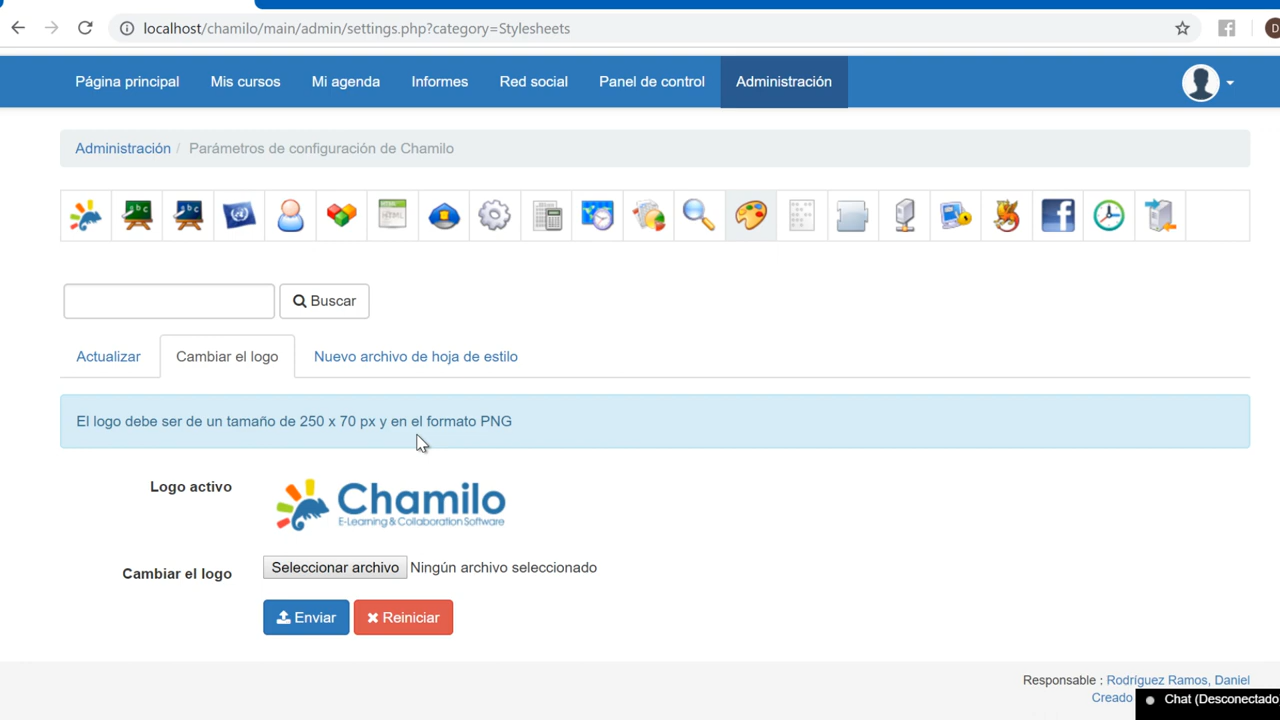 localhost/chamilo/main/admin/settings.php?category=Stylesheets
D
Página principal Mis cursos Mi agenda Informes Red social Panel de control Administración
Administración / Parámetros de configuración de Chamilo
abc abc HTML
Buscar
Actualizar Cambiar el logo Nuevo archivo de hoja de estilo
El logo debe ser de un tamaño de 250 x 70 px y en el formato PNG
Logo activo
Chamilo
E-Learning & Collaboration Software
Cambiar el logo Seleccionar archivo Ningún archivo seleccionado
Enviar Reiniciar
Responsable : Rodríguez Ramos, Daniel
Creado
Chat (Desconectado